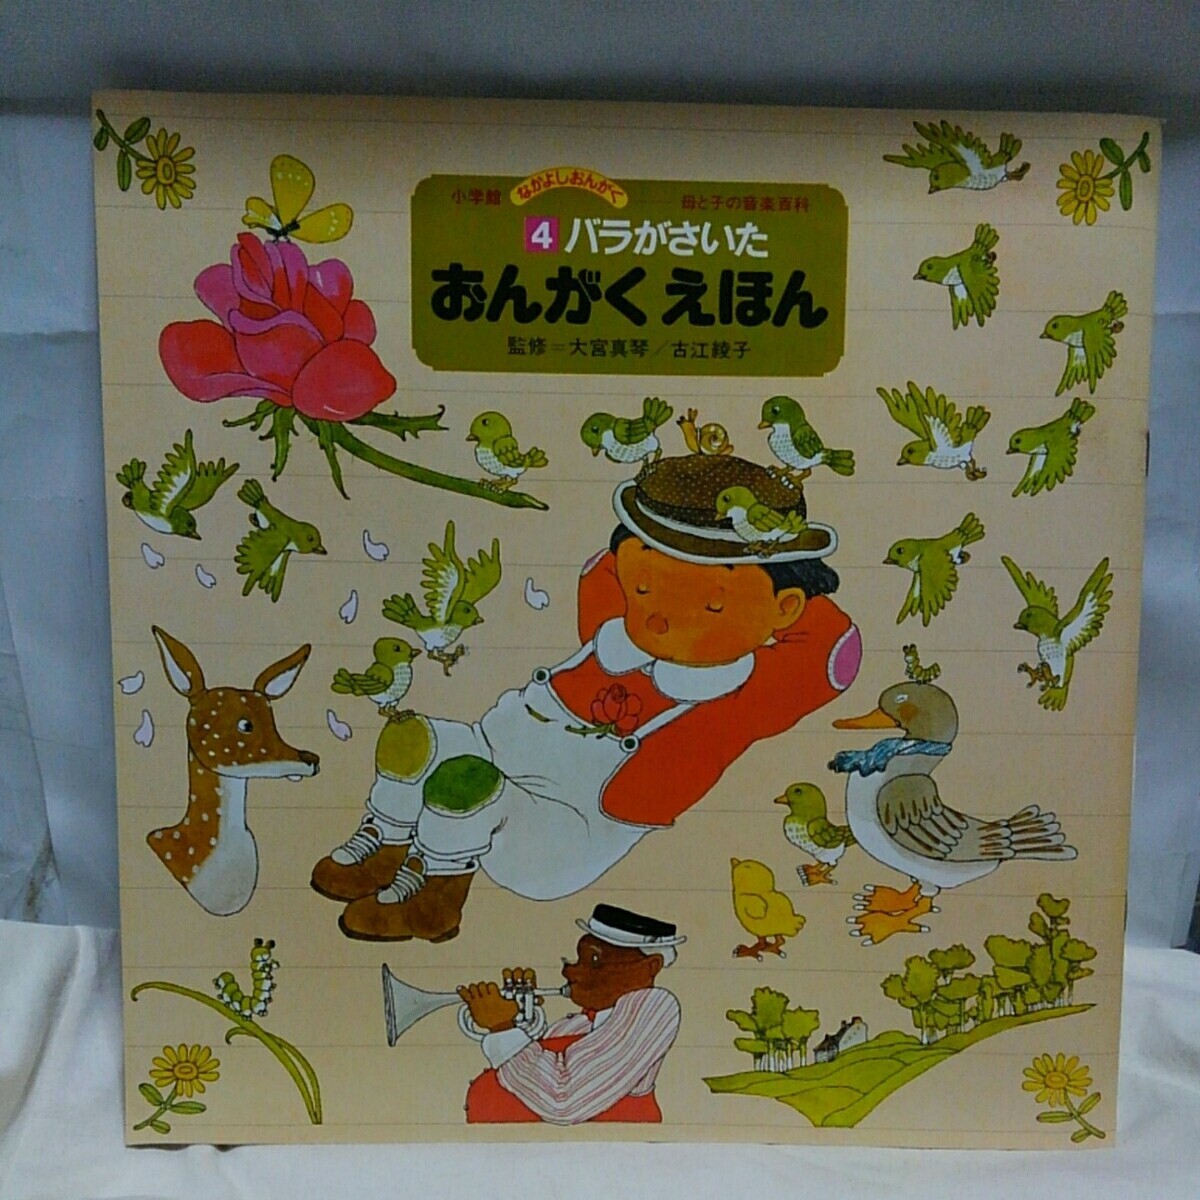 小学館 なかよしおんがく 母と子の音楽百科
4 バラがさいた
おんがくえほん
監修=大宮真琴/古江綾子